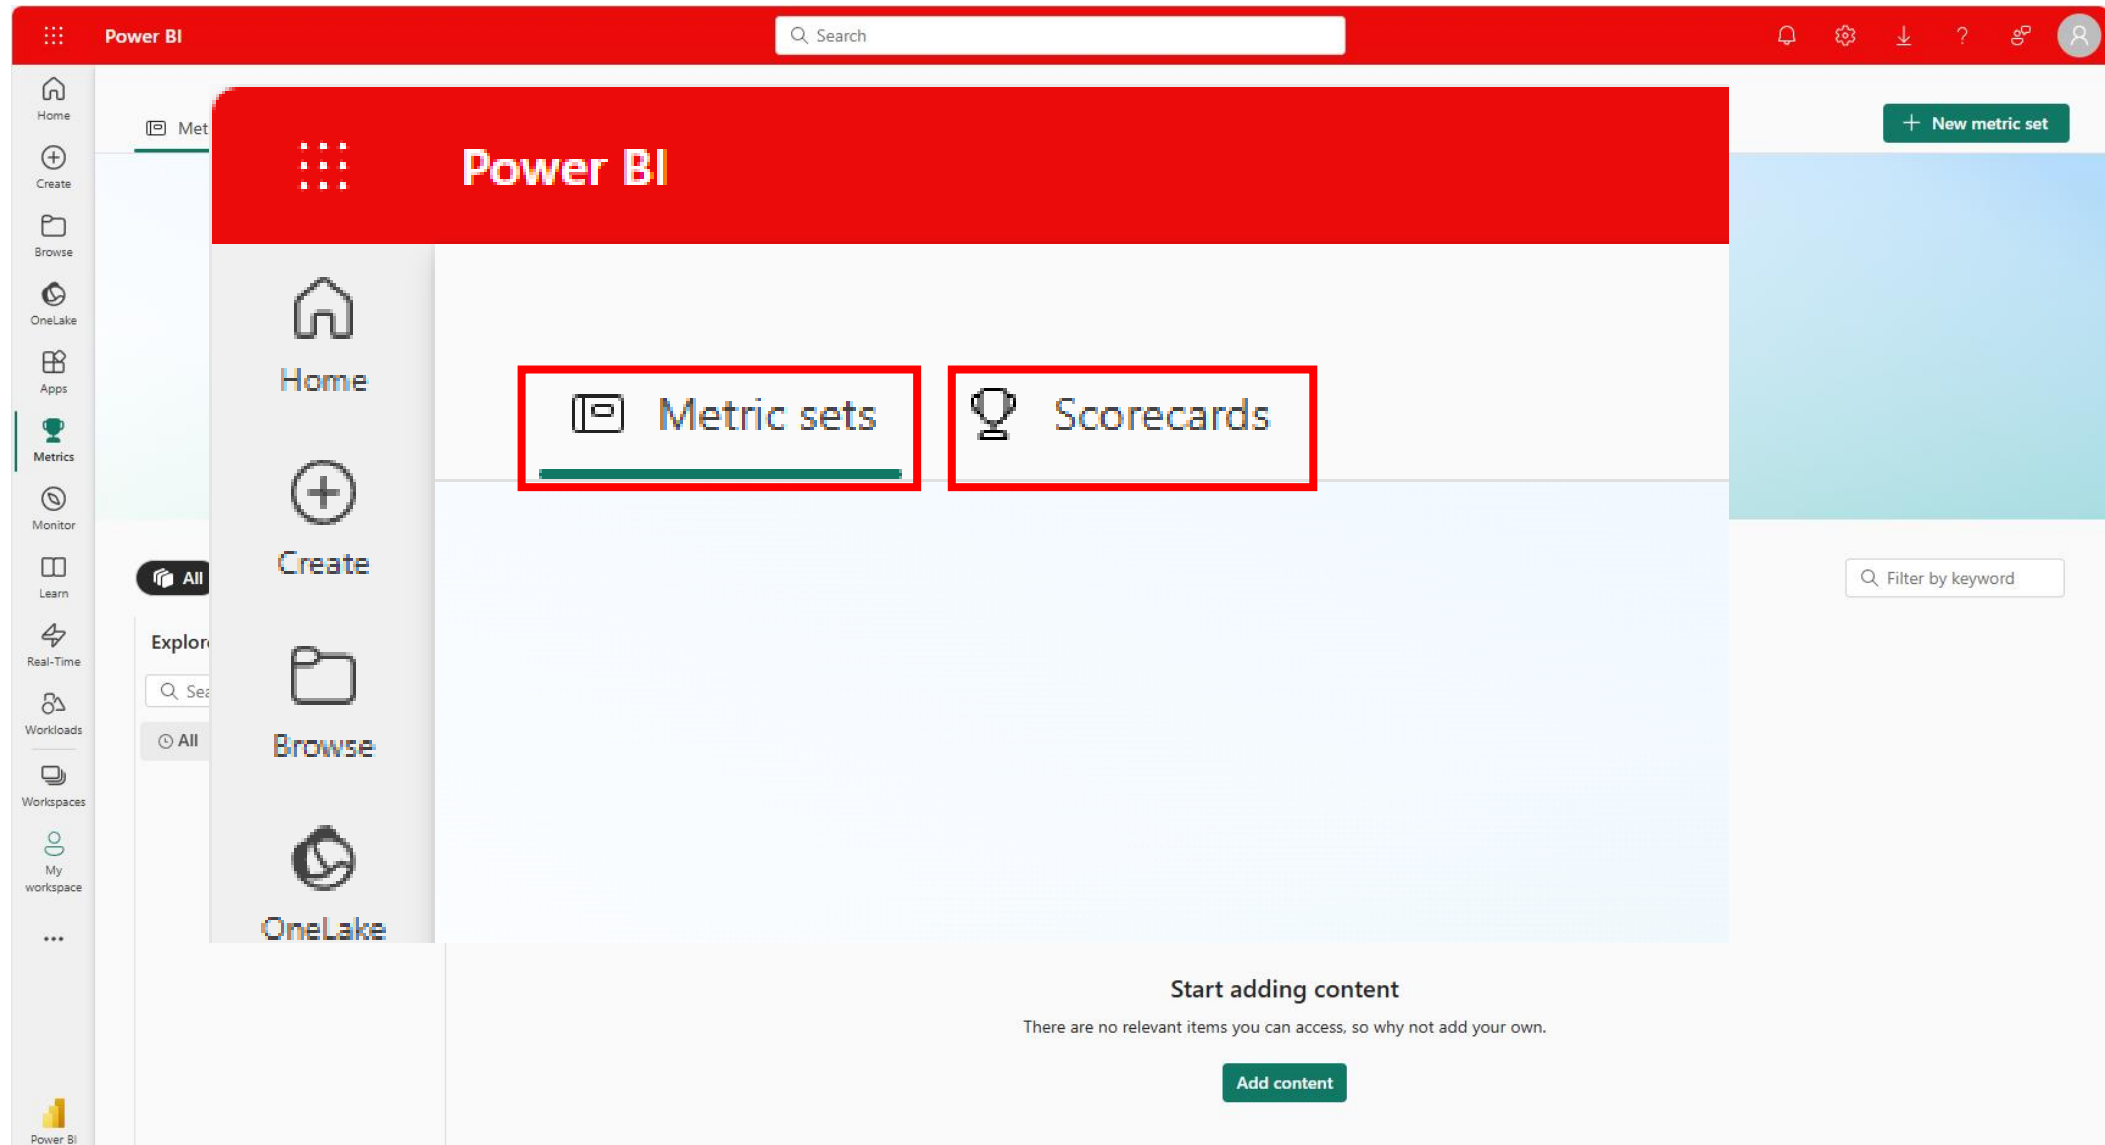 Power BI
Search
Home
Create
Browse
OneLake
Apps
Metrics
Monitor
Learn
Real-Time
Workloads
Workspaces
My
workspace
Power BI
Met
+ New metric set
Power BI
Home
Create
Browse
OneLake
Metric sets
Scorecards
All
Filter by keyword
Explor
Sea
All
Start adding content
There are no relevant items you can access, so why not add your own.
Add content